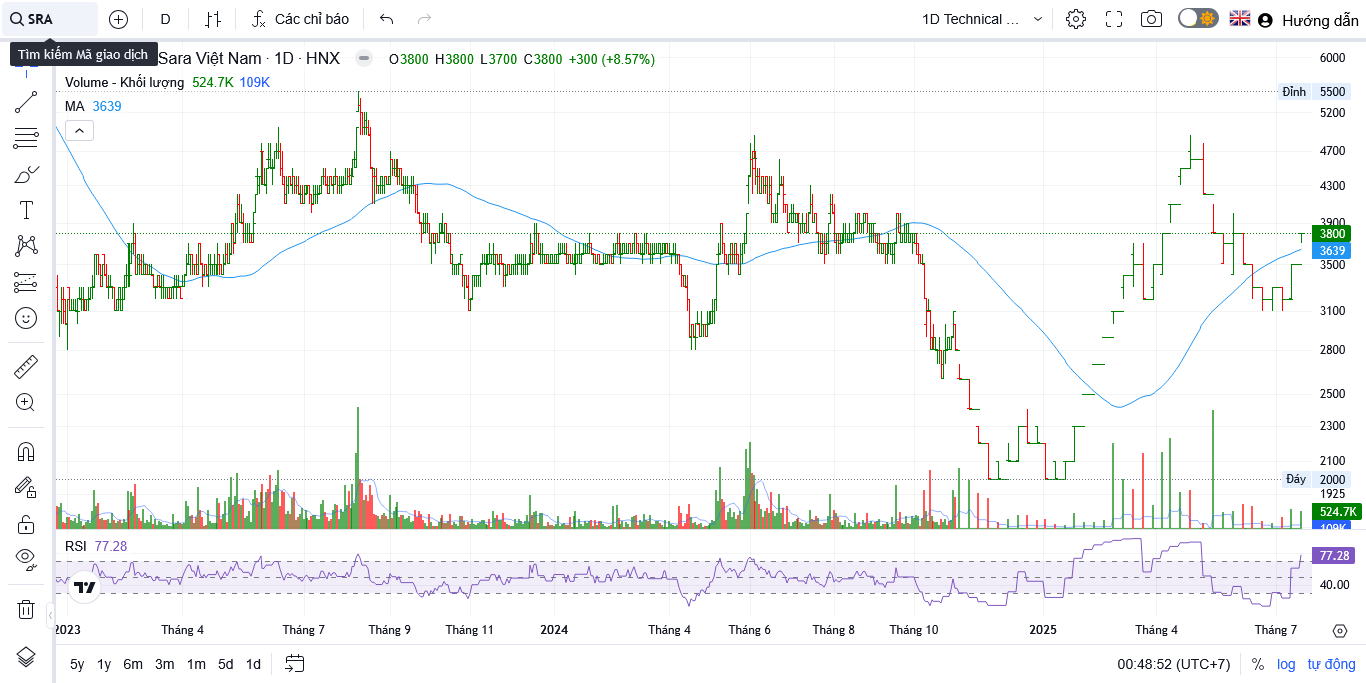 SRA
D
Các chỉ báo
1D Technical ...
Hướng dẫn
Tìm kiếm Mã giao dịch
Sara Việt Nam · 1D · HNX
O3800 H3800 L3700 C3800 +300 (+8.57%)
Volume - Khối lượng 524.7K 109K
MA 3639
6000
Đỉnh 5500
5200
4700
4300
3900
3800
3639
3500
3100
2800
2500
2300
2100
Đáy 2000
1925
524.7K
109K
RSI 77.28
77.28
40.00
2023 Tháng 4 Tháng 7 Tháng 9 Tháng 11 2024 Tháng 4 Tháng 6 Tháng 8 Tháng 10 2025 Tháng 4 Tháng 7
5y 1y 6m 3m 1m 5d 1d
00:48:52 (UTC+7) % log tự động